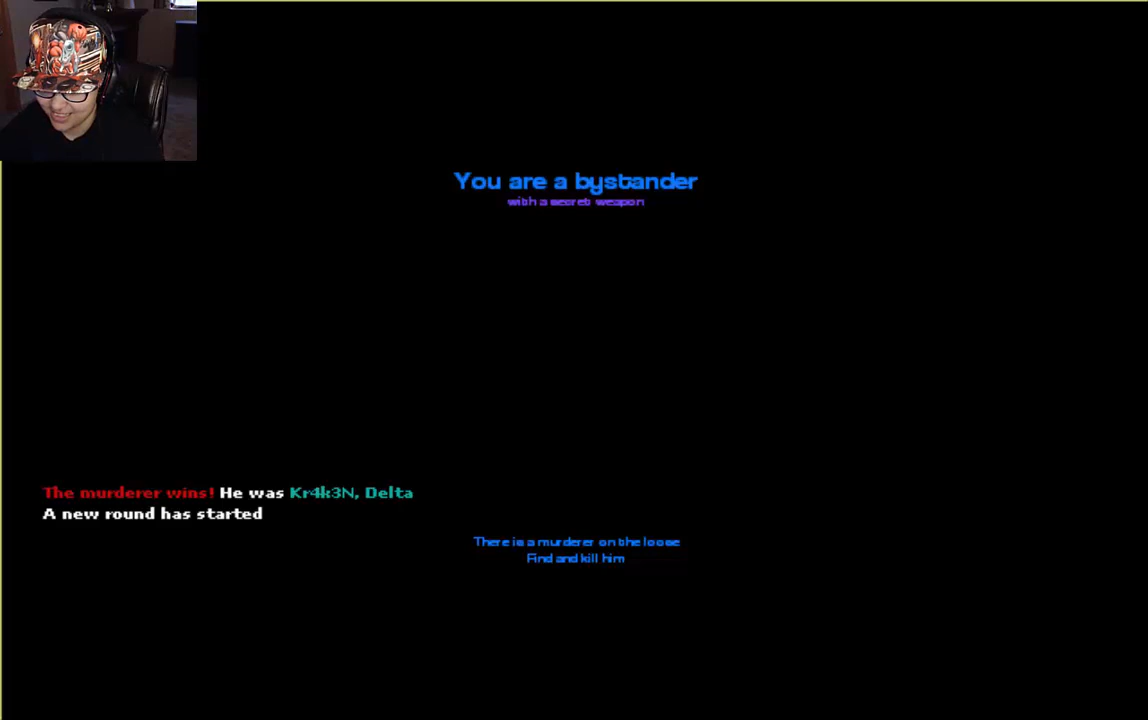 You are a bystander
with a secret weapon
The murderer wins! He was Kr4k3N, Delta
A new round has started
There is a murderer on the loose
Find and kill him